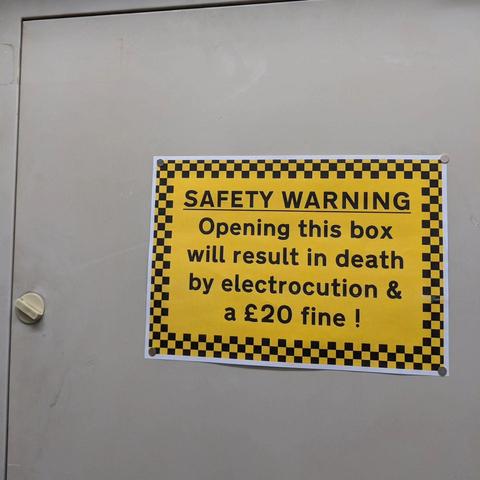 SAFETY WARNING
Opening this box
will result in death
by electrocution &
a £20 fine !